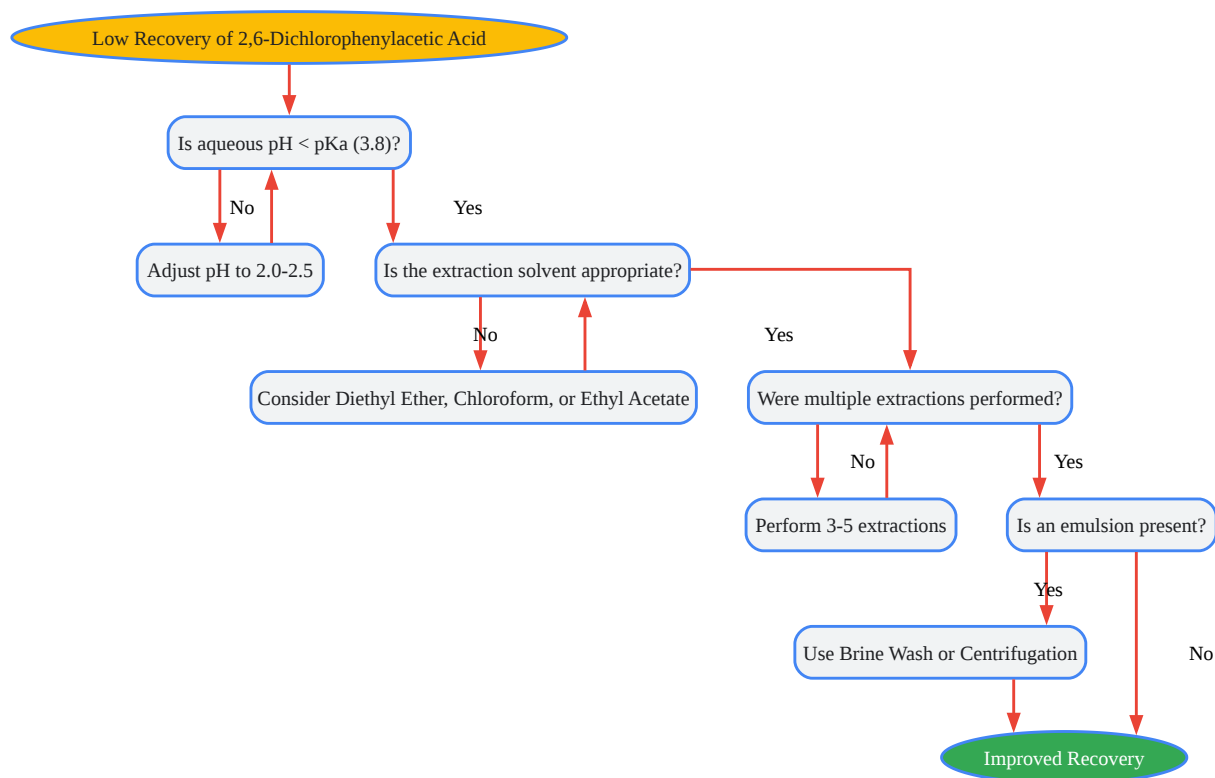 Low Recovery of 2,6-Dichlorophenylacetic Acid
Is aqueous pH < pKa (3.8)?
No
Yes
Adjust pH to 2.0-2.5
Is the extraction solvent appropriate?
No
Yes
Consider Diethyl Ether, Chloroform, or Ethyl Acetate
Were multiple extractions performed?
No
Yes
Perform 3-5 extractions
Is an emulsion present?
Yes
Use Brine Wash or Centrifugation
No
Improved Recovery